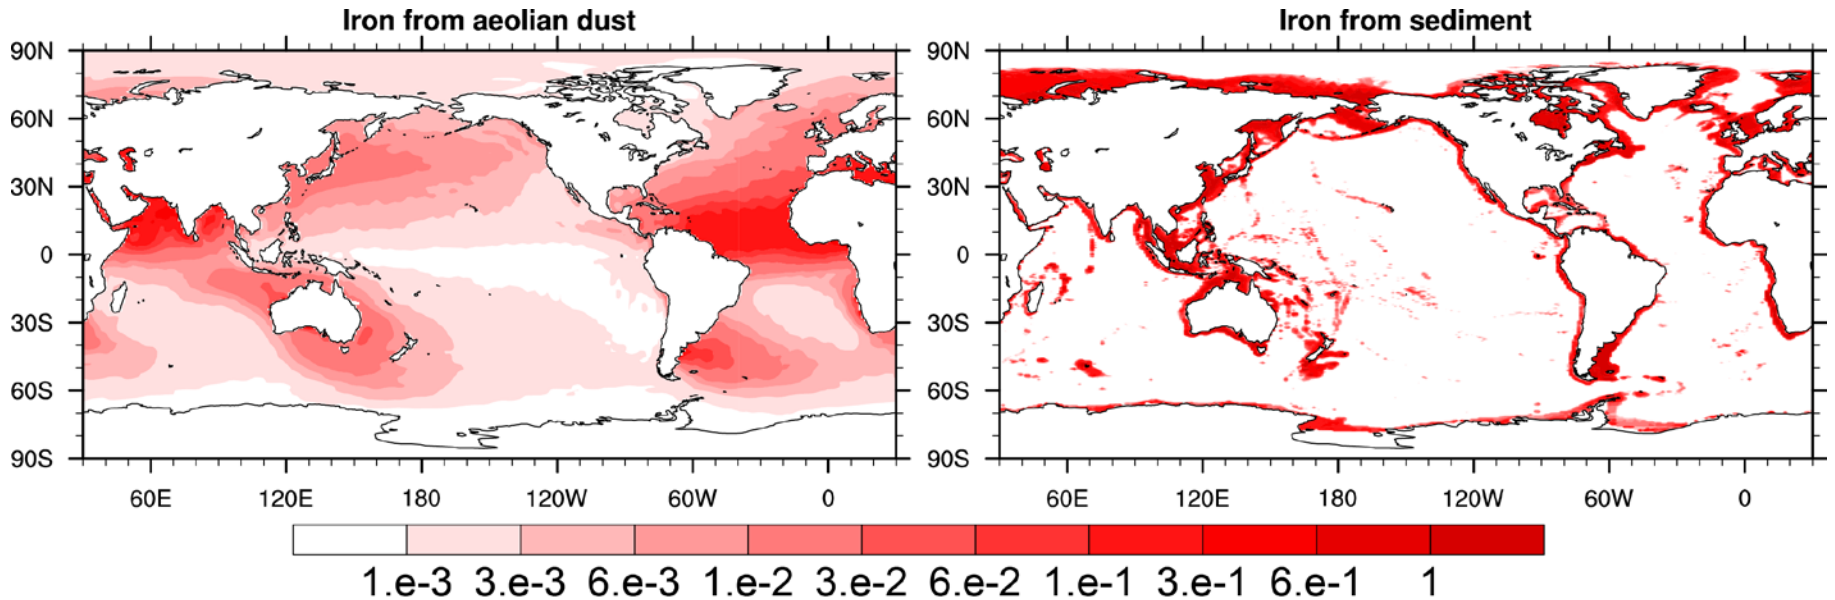 Iron from aeolian dust
Iron from sediment
90N
60N
30N
0
30S
60S
90S
60E 120E 180 120W 60W 0
90N
60N
30N
0
30S
60S
90S
60E 120E 180 120W 60W 0
1.e-3 3.e-3 6.e-3 1.e-2 3.e-2 6.e-2 1.e-1 3.e-1 6.e-1 1